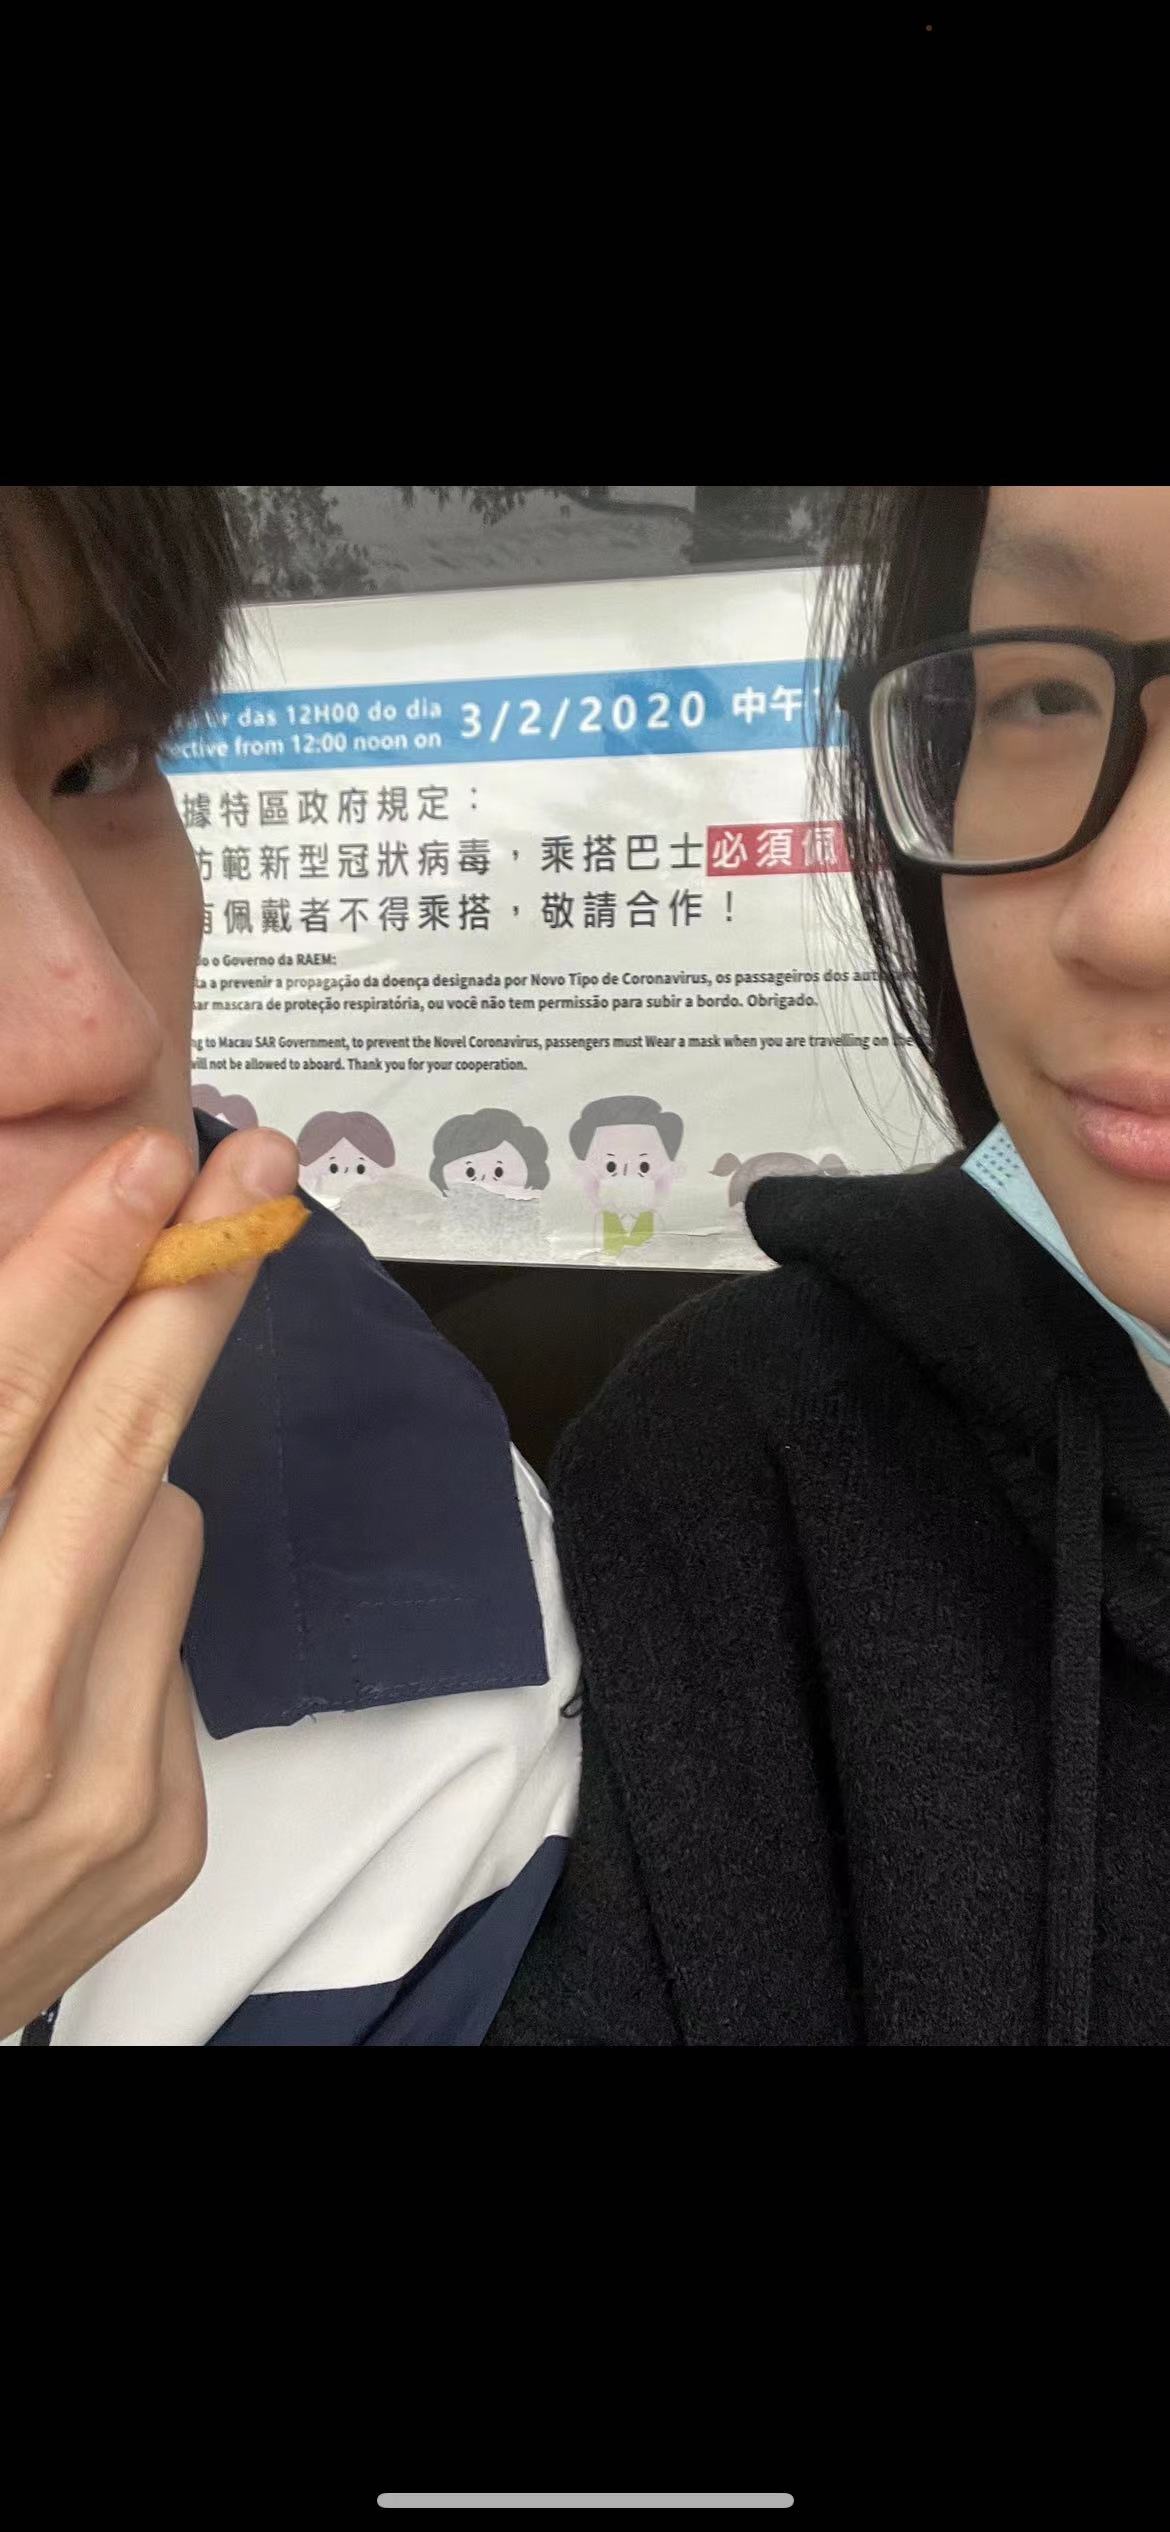 das 12H00 do dia
from 12:00 noon on
3/2/2020 中午
據特區政府規定：
範新型冠狀病毒，乘搭巴士必須佩
佩戴者不得乘搭，敬請合作！
o Governo da RAEM:
a prevenir a propagação da doença designada por Novo Tipo de Coronavirus, os passageiros dos
mascara de proteção respiratória, ou você não tem permissão para subir a bordo. Obrigado.
to Macau SAR Government, to prevent the Novel Coronavirus, passengers must Wear a mask when you are travelling on
will not be allowed to aboard. Thank you for your cooperation.